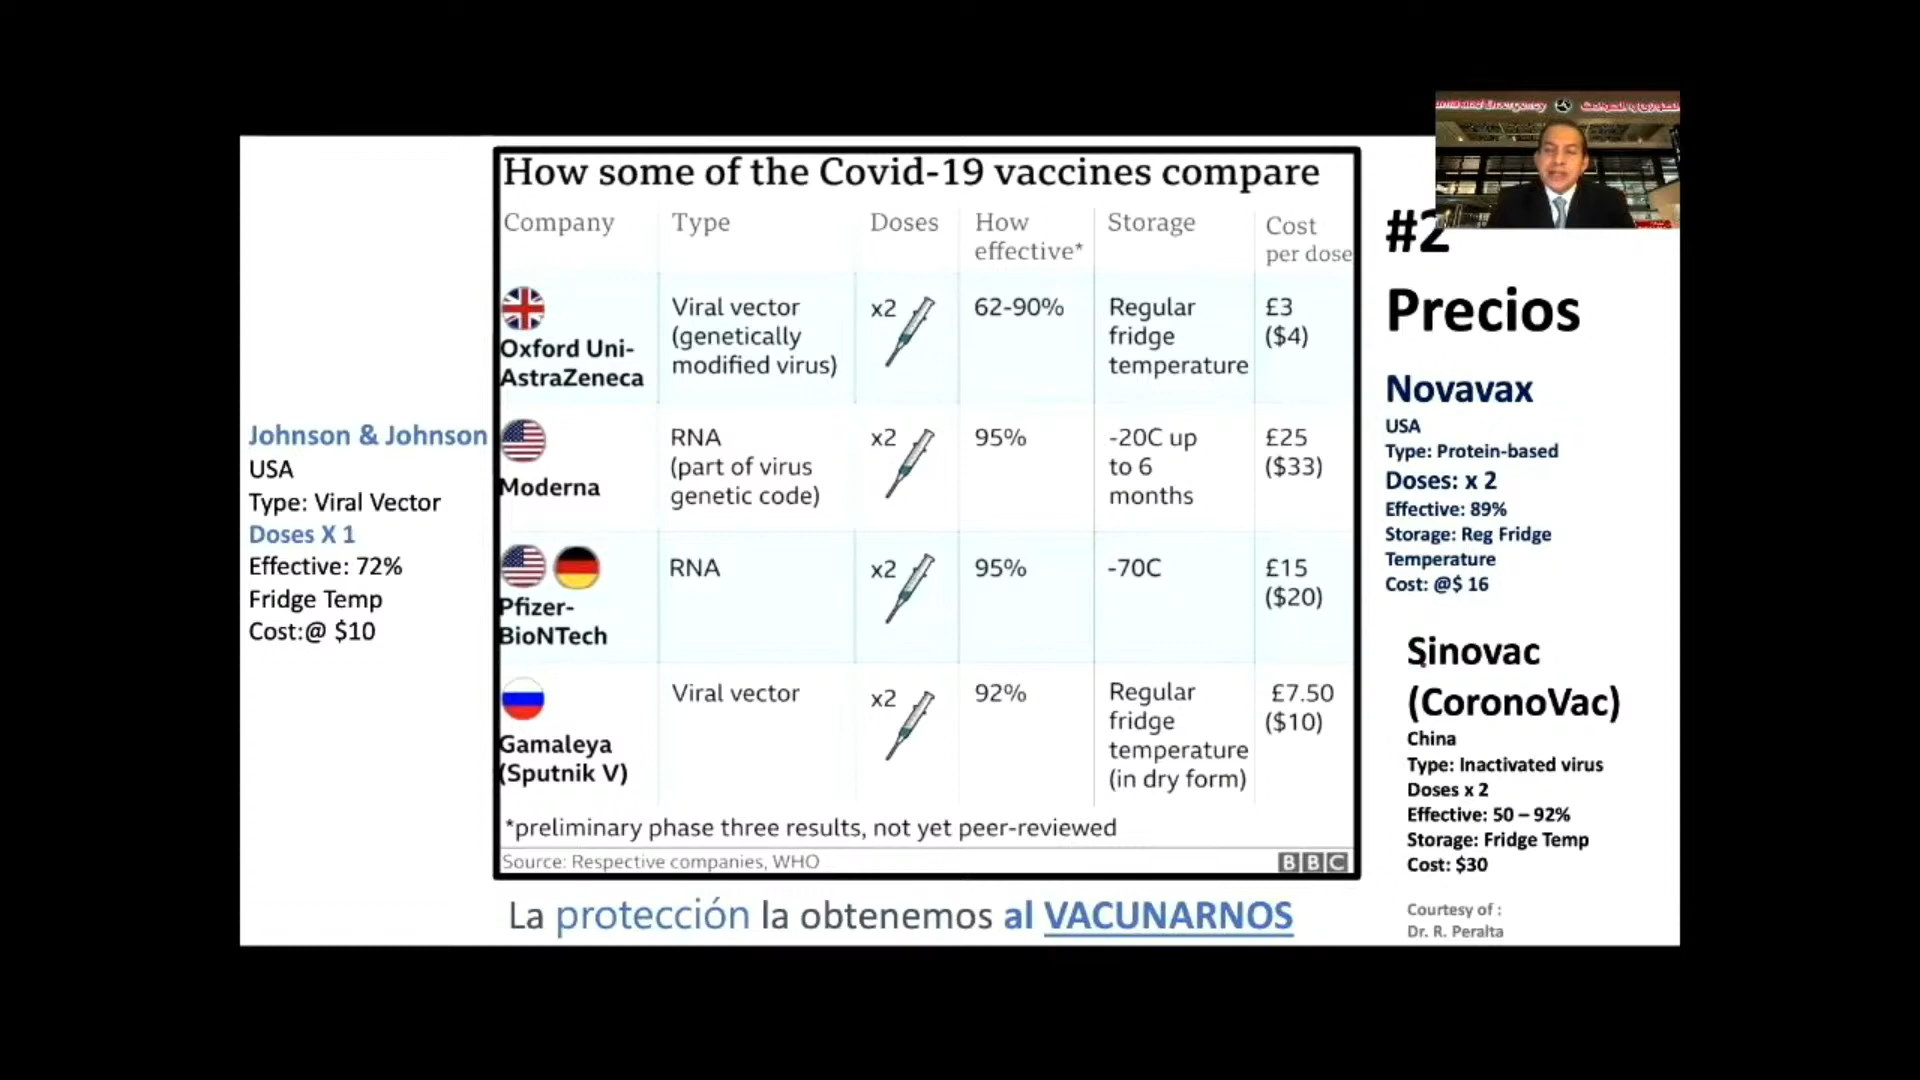 How some of the Covid-19 vaccines compare
Company Type Doses How effective* Storage Cost per dose
Oxford Uni-
AstraZeneca
Viral vector
(genetically
modified virus)
x2
62-90%
Regular
fridge
temperature
£3
($4)
Moderna
RNA
(part of virus
genetic code)
x2
95%
-20C up
to 6
months
£25
($33)
Pfizer-
BioNTech
RNA
x2
95%
-70C
£15
($20)
Gamaleya
(Sputnik V)
Viral vector
x2
92%
Regular
fridge
temperature
(in dry form)
£7.50
($10)
*preliminary phase three results, not yet peer-reviewed
Source: Respective companies, WHO
BBC
Johnson & Johnson
USA
Type: Viral Vector
Doses X 1
Effective: 72%
Fridge Temp
Cost:@ $10
#2
Precios
Novavax
USA
Type: Protein-based
Doses: x 2
Effective: 89%
Storage: Reg Fridge
Temperature
Cost: @$ 16
Sinovac
(CoronoVac)
China
Type: Inactivated virus
Doses x 2
Effective: 50 – 92%
Storage: Fridge Temp
Cost: $30
Courtesy of :
Dr. R. Peralta
La protección la obtenemos al VACUNARNOS
and Emergency